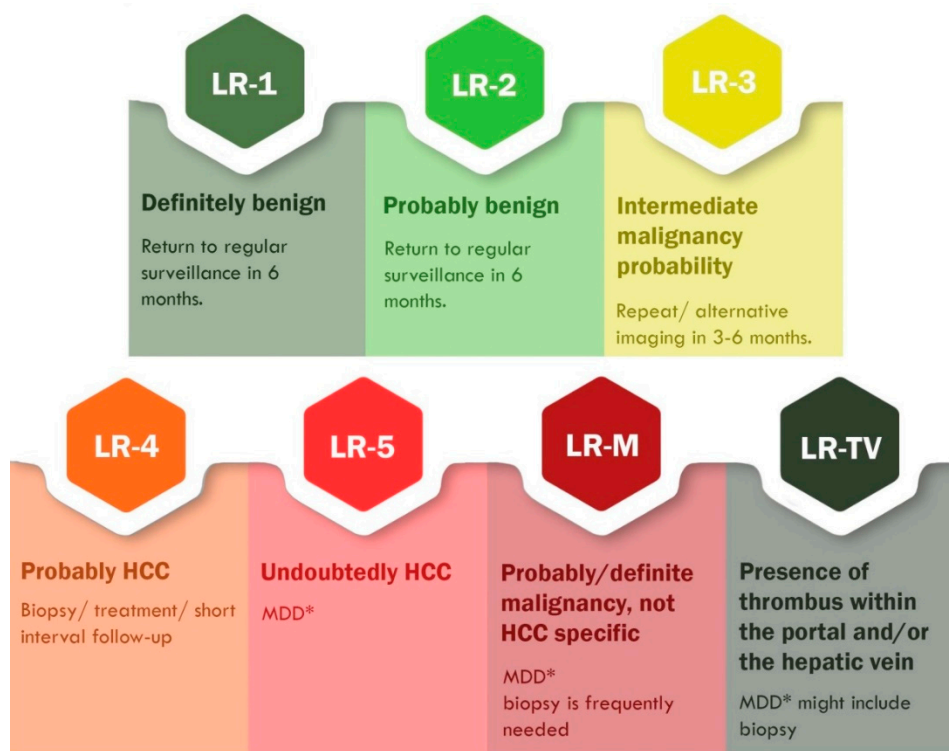 LR-1
LR-2
LR-3
Definitely benign
Return to regular
surveillance in 6
months.
Probably benign
Return to regular
surveillance in 6
months.
Intermediate
malignancy
probability
Repeat/ alternative
imaging in 3-6 months.
LR-4
LR-5
LR-M
LR-TV
Probably HCC
Biopsy/ treatment/ short
interval follow-up
Undoubtedly HCC
MDD*
Probably/definite
malignancy, not
HCC specific
MDD*
biopsy is frequently
needed
Presence of
thrombus within
the portal and/or
the hepatic vein
MDD* might include
biopsy